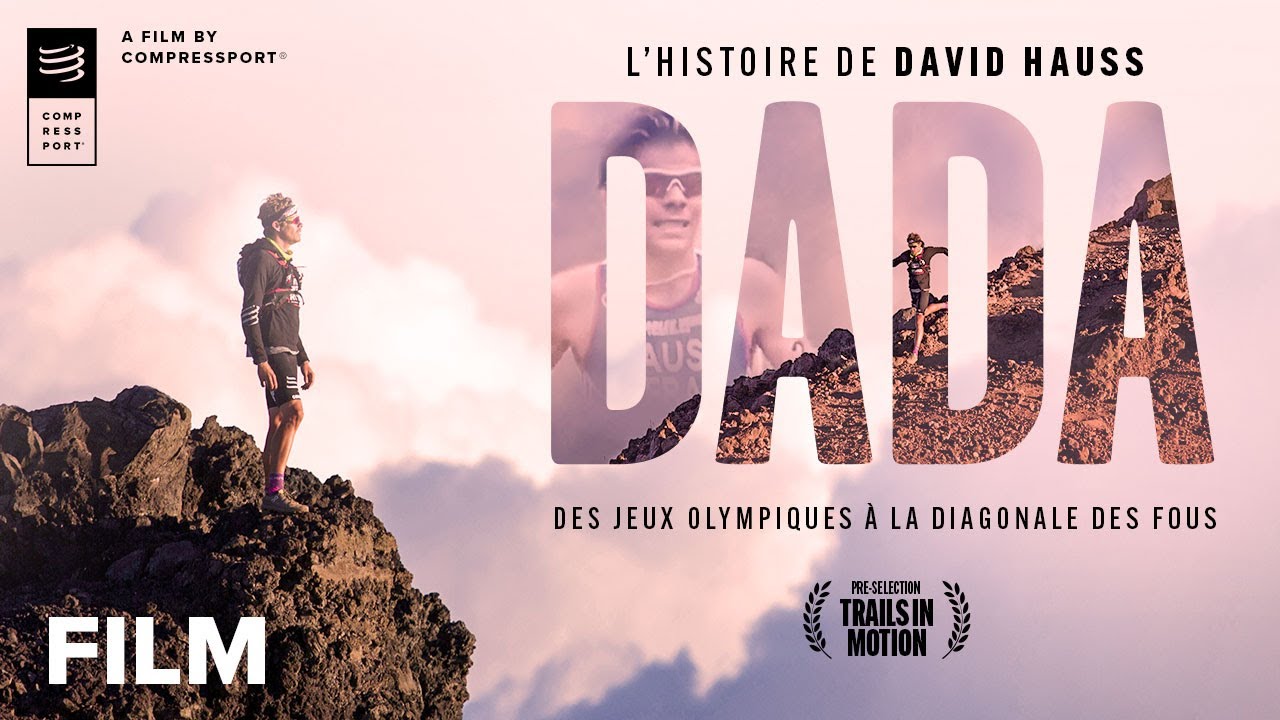 A FILM BY
COMPRESSPORT®
COMP
RESS
PORT®
L'HISTOIRE DE DAVID HAUSS
DADA
DES JEUX OLYMPIQUES À LA DIAGONALE DES FOUS
PRE-SELECTION
TRAILS IN
MOTION
FILM